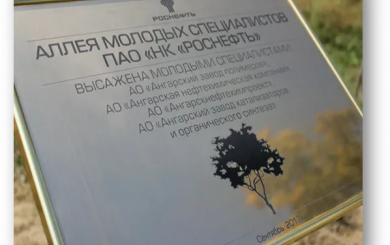 РОСНЕФТЬ
АЛЛЕЯ МОЛОДЫХ СПЕЦИАЛИСТОВ
ПАО «НК «РОСНЕФТЬ»
ВЫСАЖЕНА МОЛОДЫМИ СПЕЦИАЛИСТАМИ:
АО «Ангарский завод полимеров»,
АО «Ангарская нефтехимическая компания»,
АО «Ангарскнефтехимпроект»,
АО «Ангарский завод катализаторов
и органического синтеза»
Сентябрь